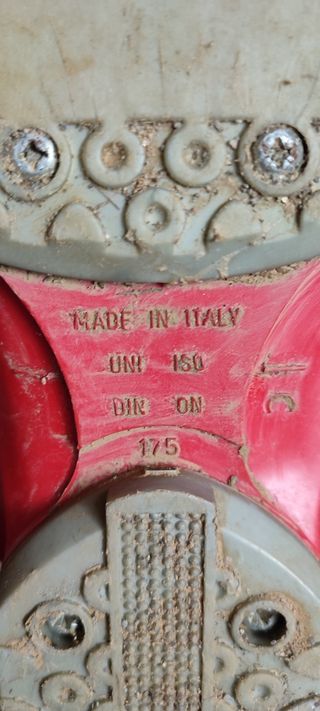 MADE IN ITALY
UNI ISO
DIN ON
175
C